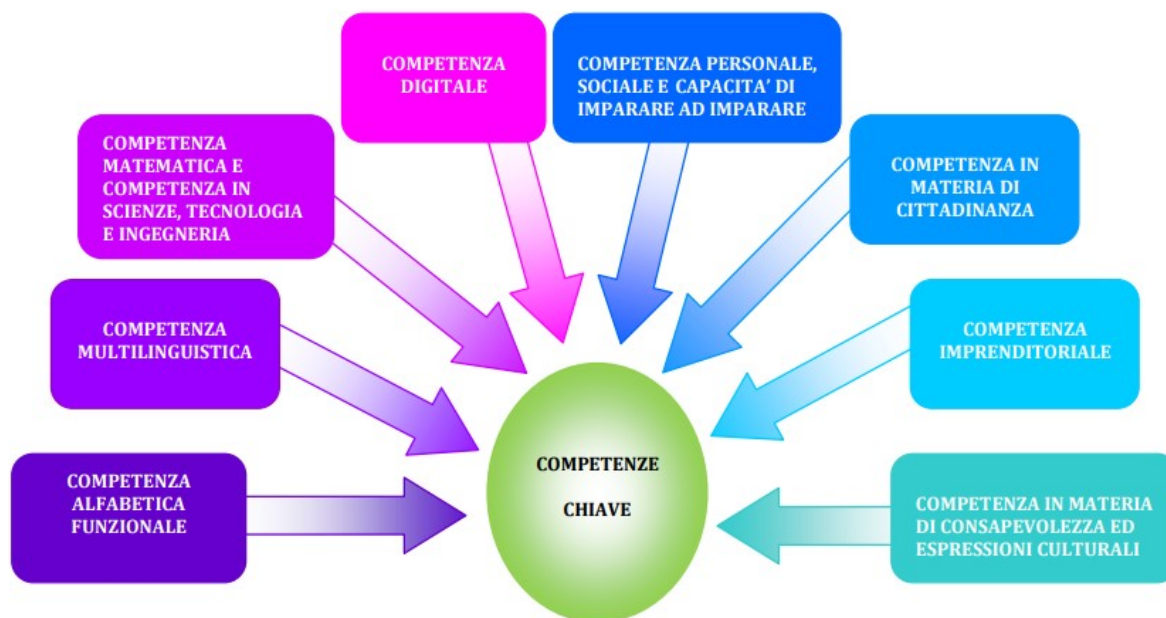 COMPETENZA
DIGITALE
COMPETENZA PERSONALE,
SOCIALE E CAPACITA’ DI
IMPARARE AD IMPARARE
COMPETENZA
MATEMATICA E
COMPETENZA IN
SCIENZE, TECNOLOGIA
E INGEGNERIA
COMPETENZA IN
MATERIA DI
CITTADINANZA
COMPETENZA
MULTILINGUISTICA
COMPETENZA
IMPRENDITORIALE
COMPETENZA
ALFABETICA
FUNZIONALE
COMPETENZE
CHIAVE
COMPETENZA IN MATERIA
DI CONSAPEVOLEZZA ED
ESPRESSIONI CULTURALI